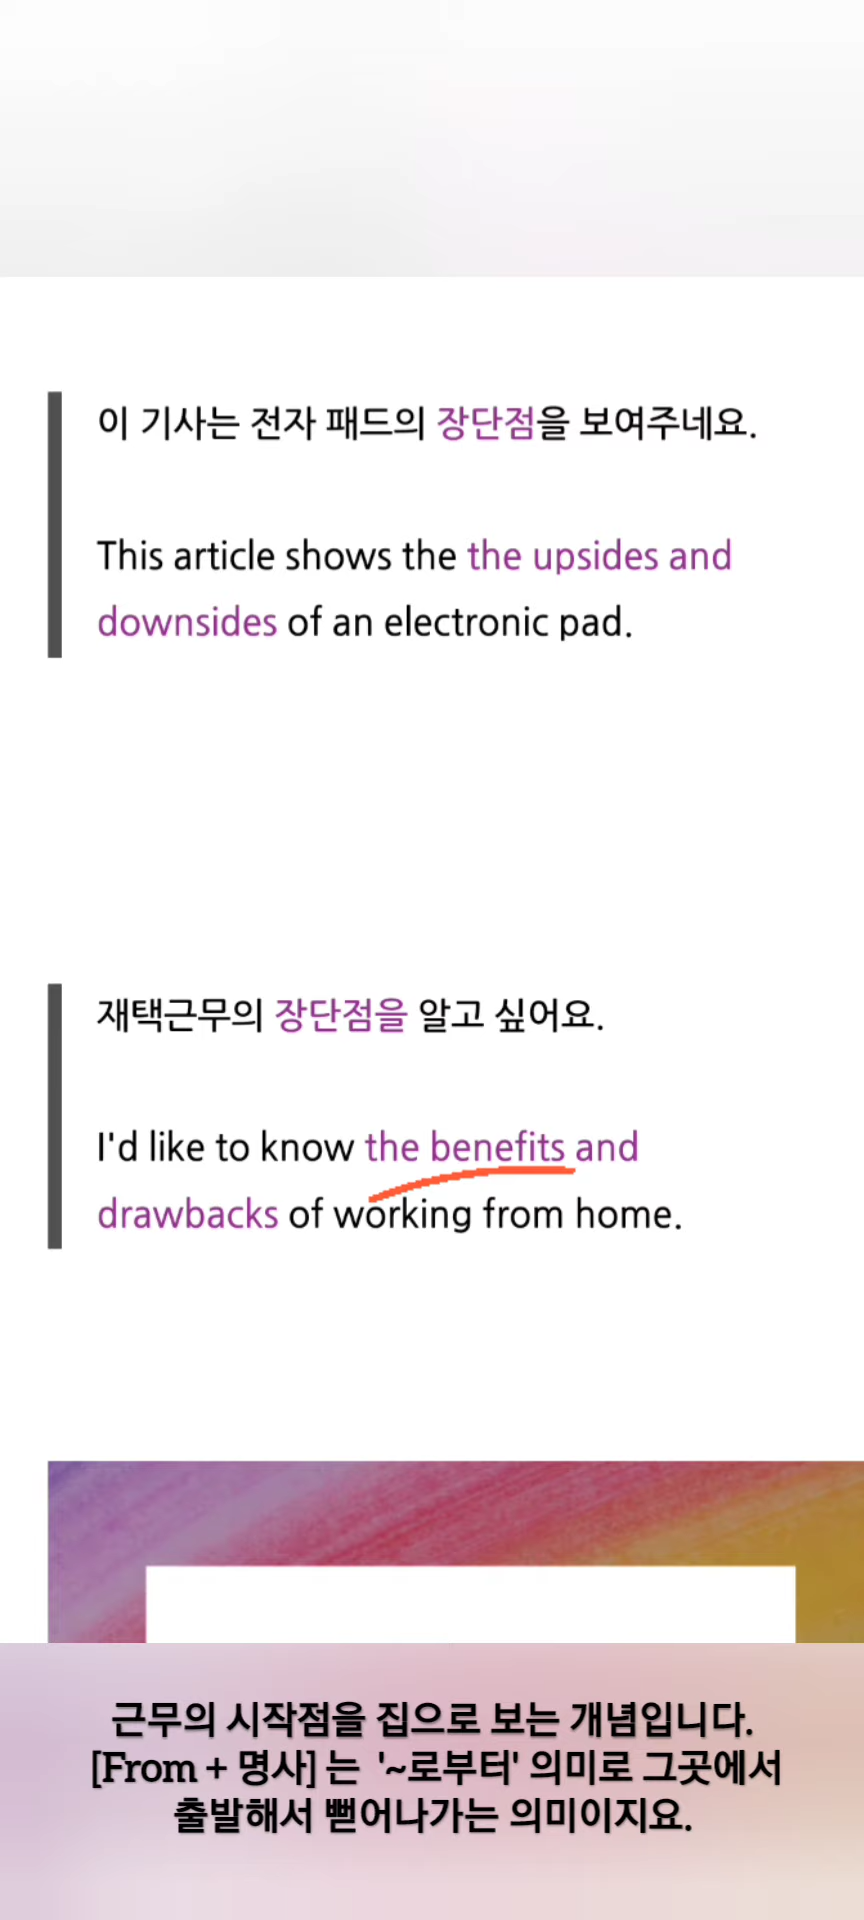 이 기사는 전자 패드의 장단점을 보여주네요.
This article shows the the upsides and
downsides of an electronic pad.
재택근무의 장단점을 알고 싶어요.
I'd like to know the benefits and
drawbacks of working from home.
근무의 시작점을 집으로 보는 개념입니다.
[From + 명사] 는 '~로부터' 의미로 그곳에서
출발해서 뻗어나가는 의미이지요.